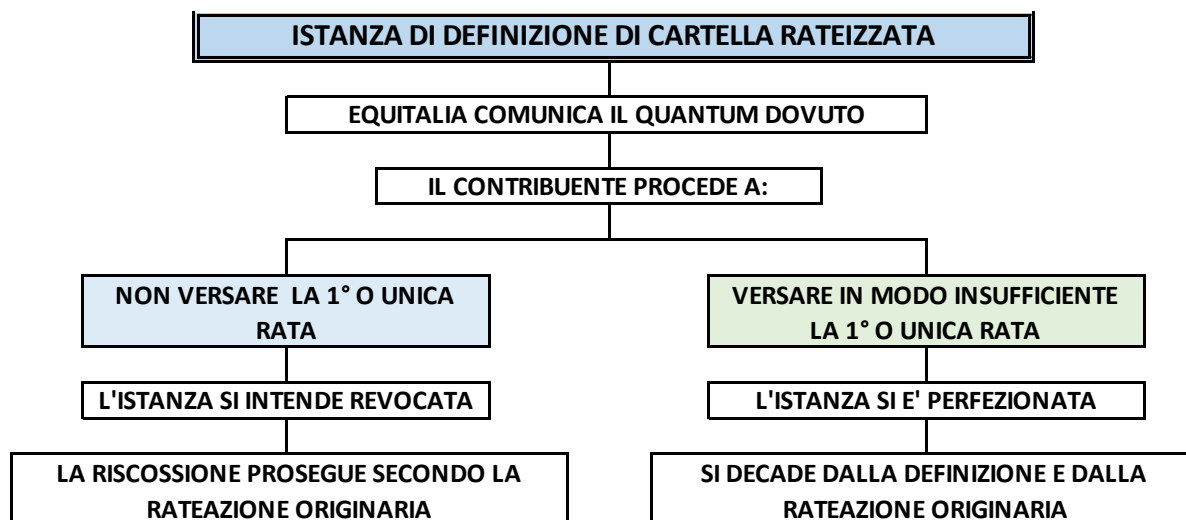 ISTANZA DI DEFINIZIONE DI CARTELLA RATEIZZATA
EQUITALIA COMUNICA IL QUANTUM DOVUTO
IL CONTRIBUENTE PROCEDE A:
NON VERSARE LA 1° O UNICA
RATA
VERSARE IN MODO INSUFFICIENTE
LA 1° O UNICA RATA
L'ISTANZA SI INTENDE REVOCATA
L'ISTANZA SI E' PERFEZIONATA
LA RISCOSSIONE PROSEGUE SECONDO LA
RATEAZIONE ORIGINARIA
SI DECADE DALLA DEFINIZIONE E DALLA
RATEAZIONE ORIGINARIA